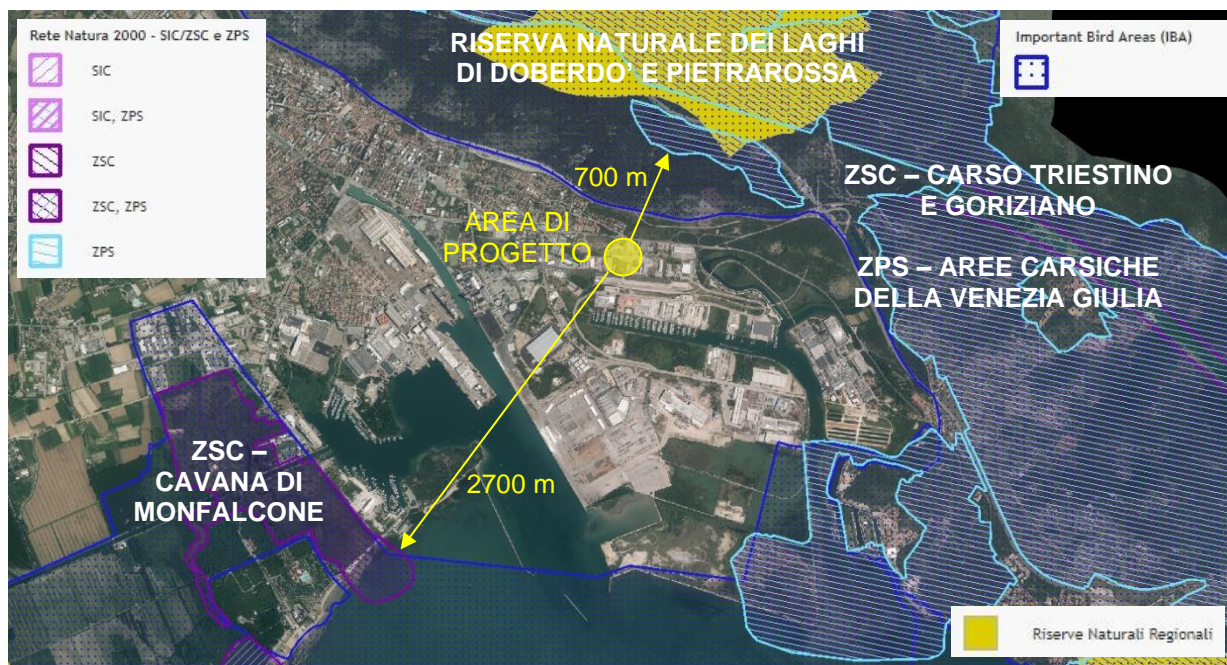 Rete Natura 2000 - SIC/ZSC e ZPS
SIC
SIC, ZPS
ZSC
ZSC, ZPS
ZPS
RISERVA NATURALE DEI LAGHI
DI DOBERDO’ E PIETRAROSSA
Important Bird Areas (IBA)
700 m
AREA DI
PROGETTO
ZSC – CARSO TRIESTINO
E GORIZIANO
ZPS – AREE CARSICHE
DELLA VENEZIA GIULIA
ZSC –
CAVANA DI
MONFALCONE
2700 m
Riserve Naturali Regionali